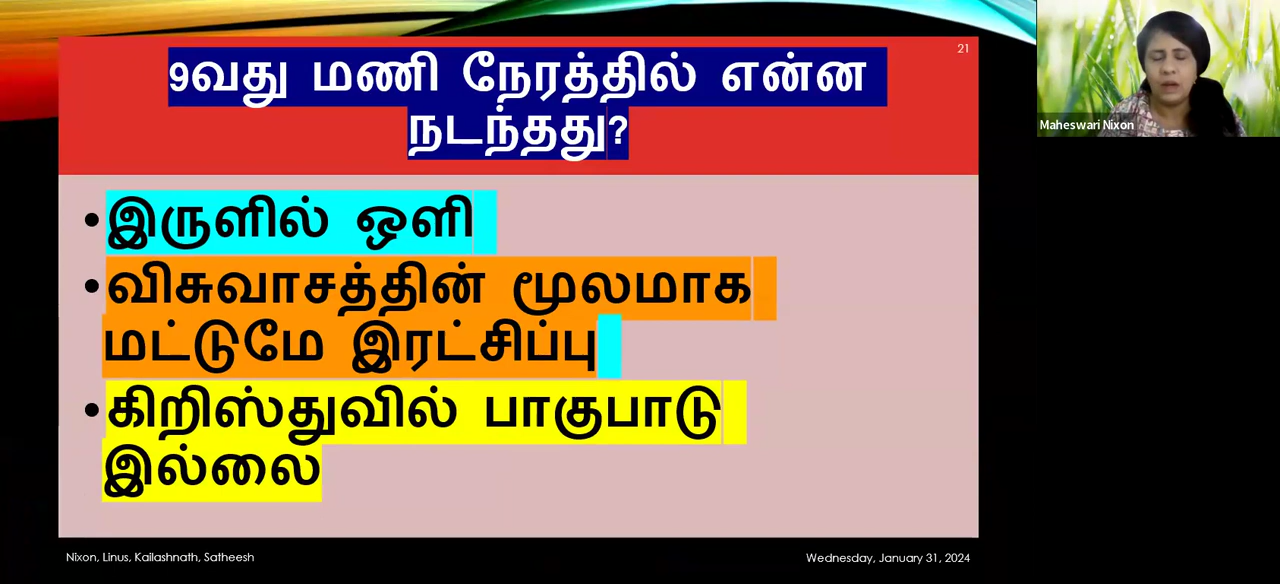 21
9வது மணி நேரத்தில் என்ன
நடந்தது?
•இருளில் ஒளி
•விசுவாசத்தின் மூலமாக
மட்டுமே இரட்சிப்பு
•கிறிஸ்துவில் பாகுபாடு
இல்லை
Nixon, Linus, Kailashnath, Satheesh
Wednesday, January 31, 2024
Maheswari Nixon